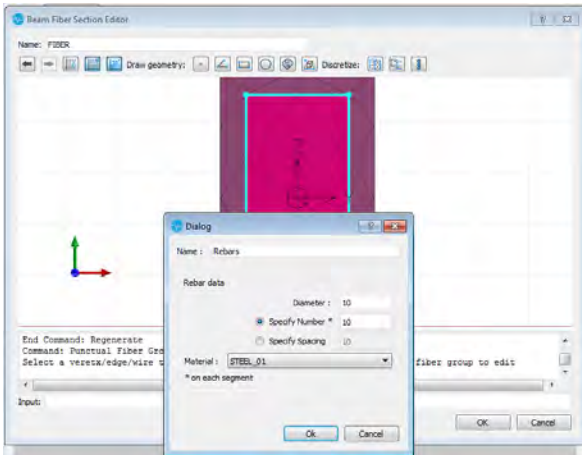 Beam Fiber Section Editor
Name: FIBER
Draw geometry:
Discretize:
Dialog
Name : Rebars
Rebar data
Diameter : 10
Specify Number * 10
Specify Spacing 10
Material : STEEL_01
* on each segment
Ok Cancel
End Command: Regenerate
Command: Punctual Fiber Gro
Select a veretx/edge/wire t
fiber group to edit
Input:
OK Cancel